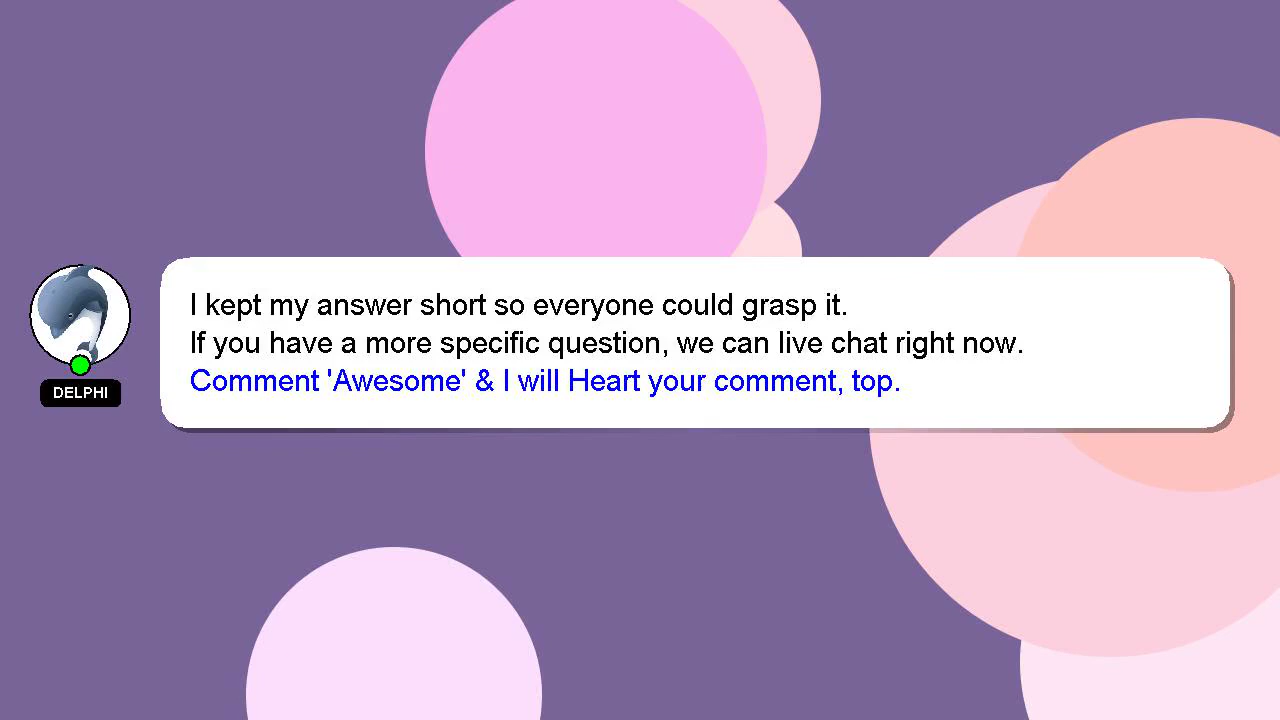 I kept my answer short so everyone could grasp it.
If you have a more specific question, we can live chat right now.
Comment 'Awesome' & I will Heart your comment, top.
DELPHI